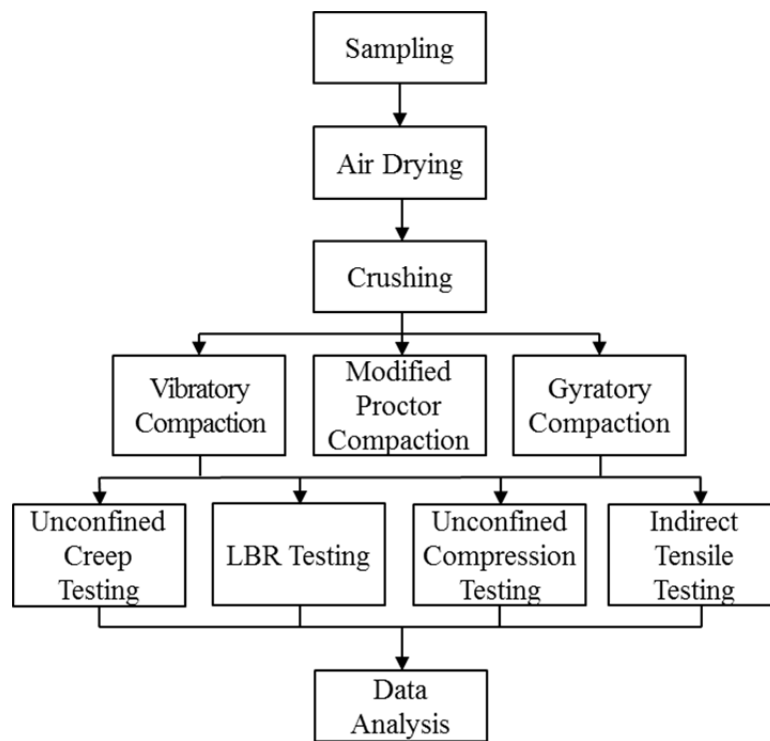 Sampling
Air Drying
Crushing
Vibratory
Compaction
Modified
Proctor
Compaction
Gyratory
Compaction
Unconfined
Creep
Testing
LBR Testing
Unconfined
Compression
Testing
Indirect
Tensile
Testing
Data
Analysis